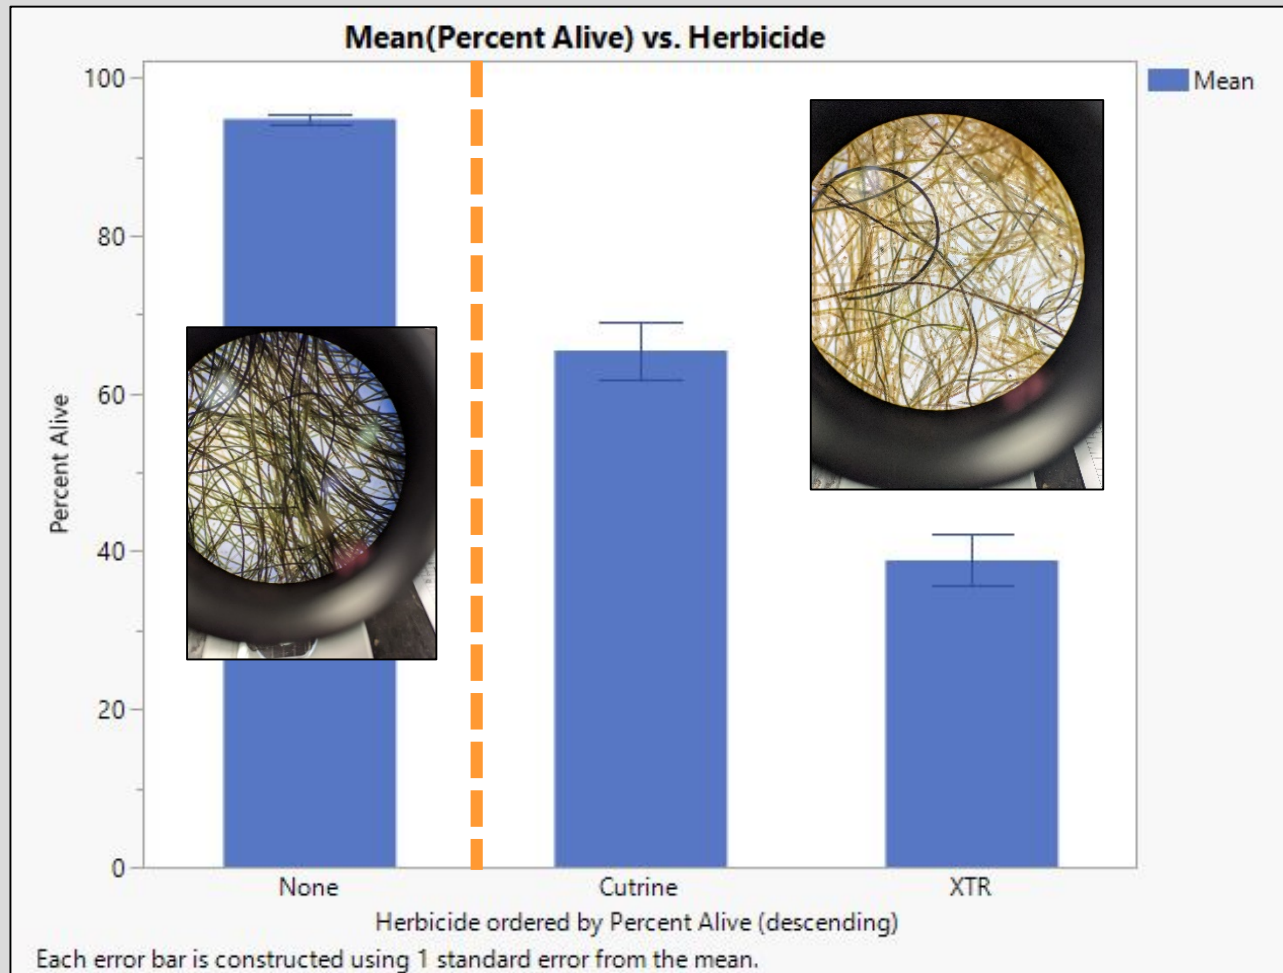 Mean(Percent Alive) vs. Herbicide
Mean
100
80
60
40
20
0
Percent Alive
None
Cutrine
XTR
Herbicide ordered by Percent Alive (descending)
Each error bar is constructed using 1 standard error from the mean.